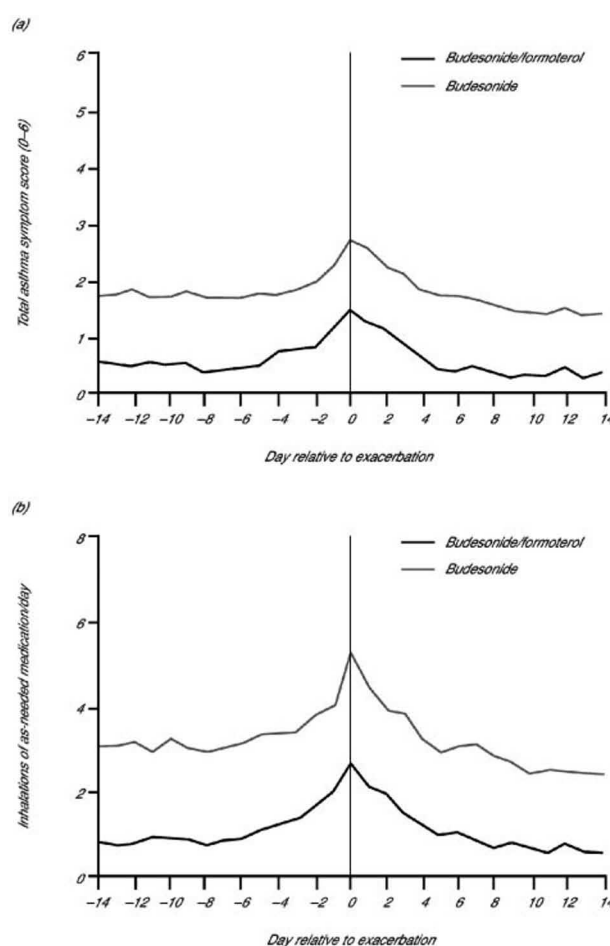 (a)
6
5
4
3
2
1
0
Total asthma symptom score (0–6)
Budesonide/formoterol
Budesonide
–14 –12 –10 –8 –6 –4 –2 0 2 4 6 8 10 12 14
Day relative to exacerbation
(b)
8
6
4
2
0
Inhalations of as-needed medication/day
Budesonide/formoterol
Budesonide
–14 –12 –10 –8 –6 –4 –2 0 2 4 6 8 10 12 14
Day relative to exacerbation